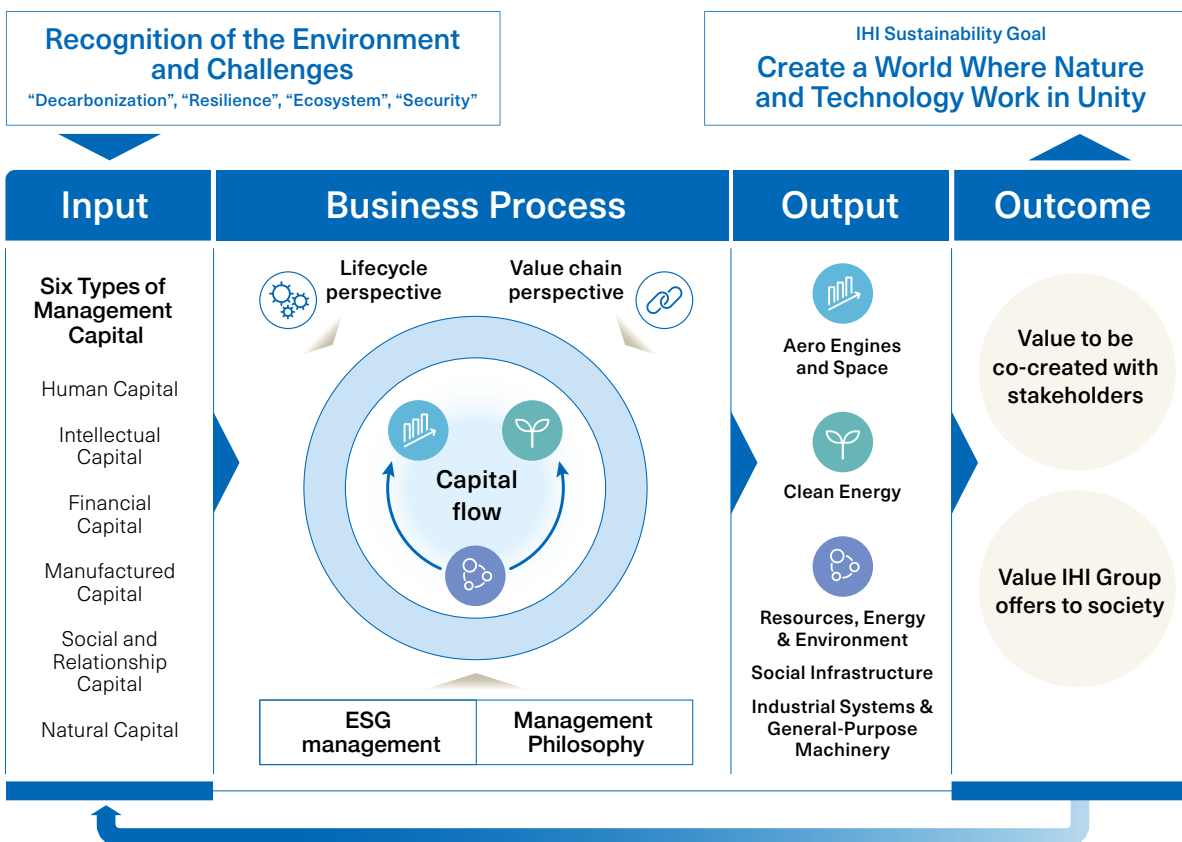 Recognition of the Environment
and Challenges
“Decarbonization”, “Resilience”, “Ecosystem”, “Security”
IHI Sustainability Goal
Create a World Where Nature
and Technology Work in Unity
Input
Business Process
Output
Outcome
Six Types of
Management
Capital
Human Capital
Intellectual
Capital
Financial
Capital
Manufactured
Capital
Social and
Relationship
Capital
Natural Capital
Lifecycle
perspective
Value chain
perspective
Capital
flow
ESG
management
Management
Philosophy
Aero Engines
and Space
Clean Energy
Resources, Energy
& Environment
Social Infrastructure
Industrial Systems &
General-Purpose
Machinery
Value to be
co-created with
stakeholders
Value IHI Group
offers to society